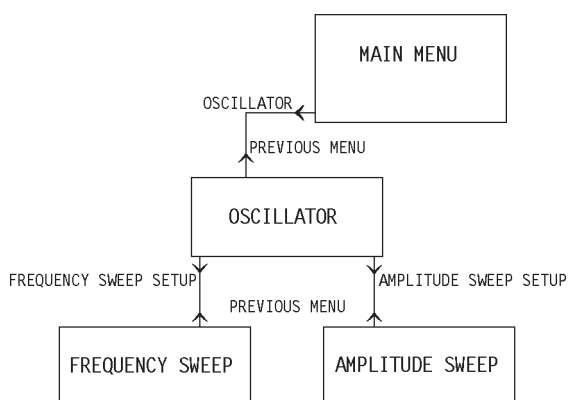 MAIN MENU
OSCILLATOR
PREVIOUS MENU
OSCILLATOR
FREQUENCY SWEEP SETUP
AMPLITUDE SWEEP SETUP
PREVIOUS MENU
FREQUENCY SWEEP
AMPLITUDE SWEEP